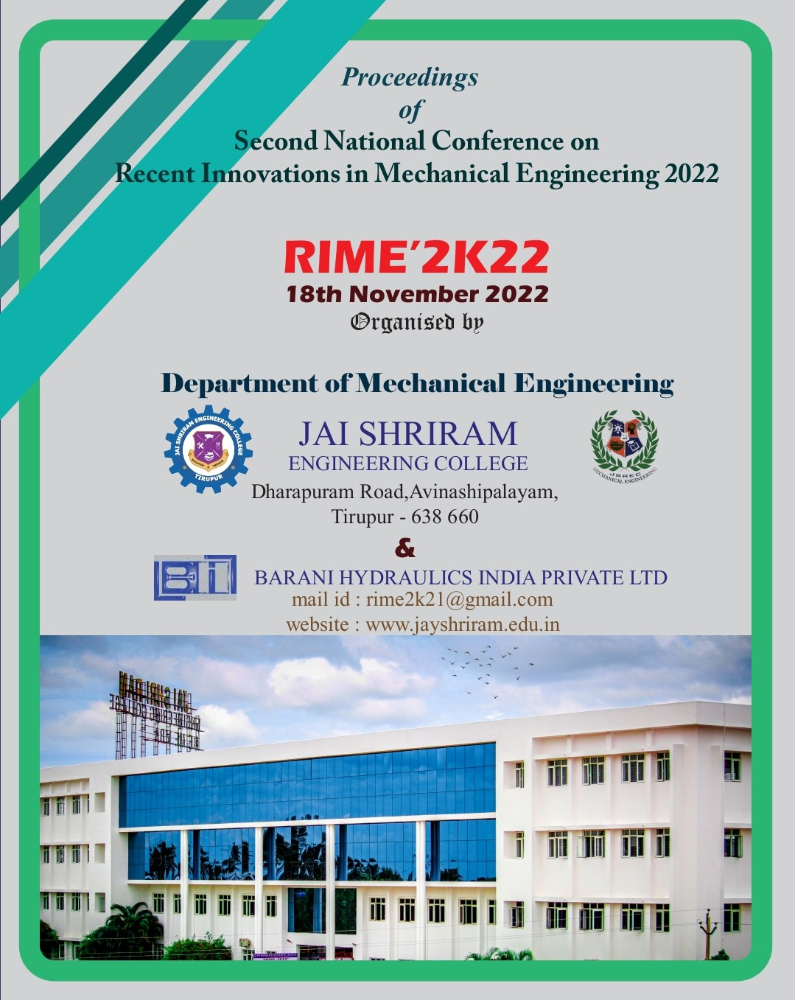 Proceedings
of
Second National Conference on
Recent Innovations in Mechanical Engineering 2022
RIME'2K22
18th November 2022
Organised by
Department of Mechanical Engineering
JAI SHRIRAM ENGINEERING COLLEGE
TIRUPUR
JAI SHRIRAM
ENGINEERING COLLEGE
JSREC
MECHANICAL ENGINEERING
Dharapuram Road,Avinashipalayam,
Tirupur - 638 660
&
BARANI HYDRAULICS INDIA PRIVATE LTD
mail id : rime2k21@gmail.com
website : www.jayshriram.edu.in